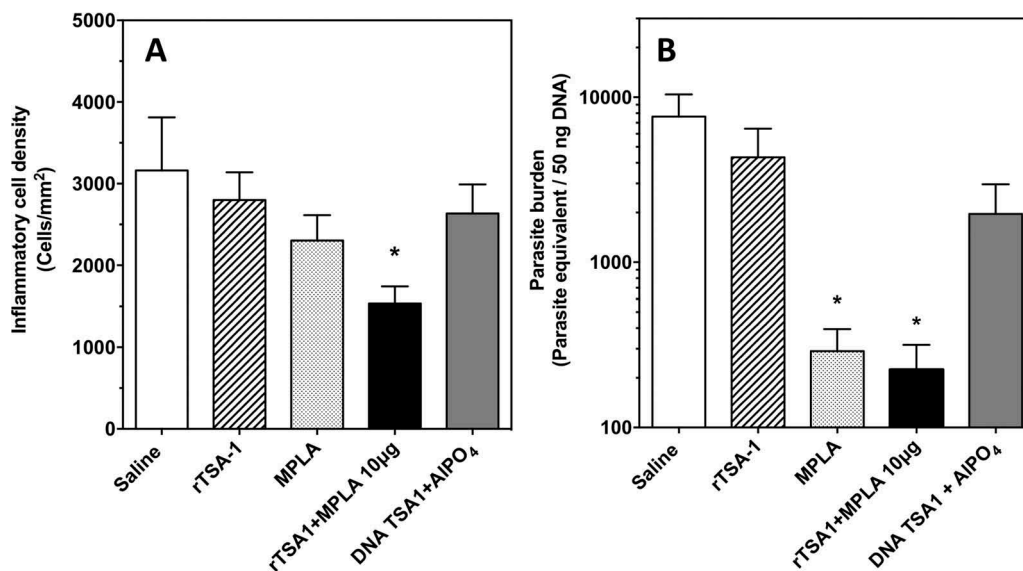 A
Inflammatory cell density
(Cells/mm²)
5000
4000
3000
2000
1000
0
*
Saline
rTSA-1
MPLA
rTSA1+MPLA 10µg
DNA TSA1+AlPO₄
B
Parasite burden
(Parasite equivalent / 50 ng DNA)
10000
1000
100
*
*
Saline
rTSA-1
MPLA
rTSA1+MPLA 10µg
DNA TSA1 + AlPO₄